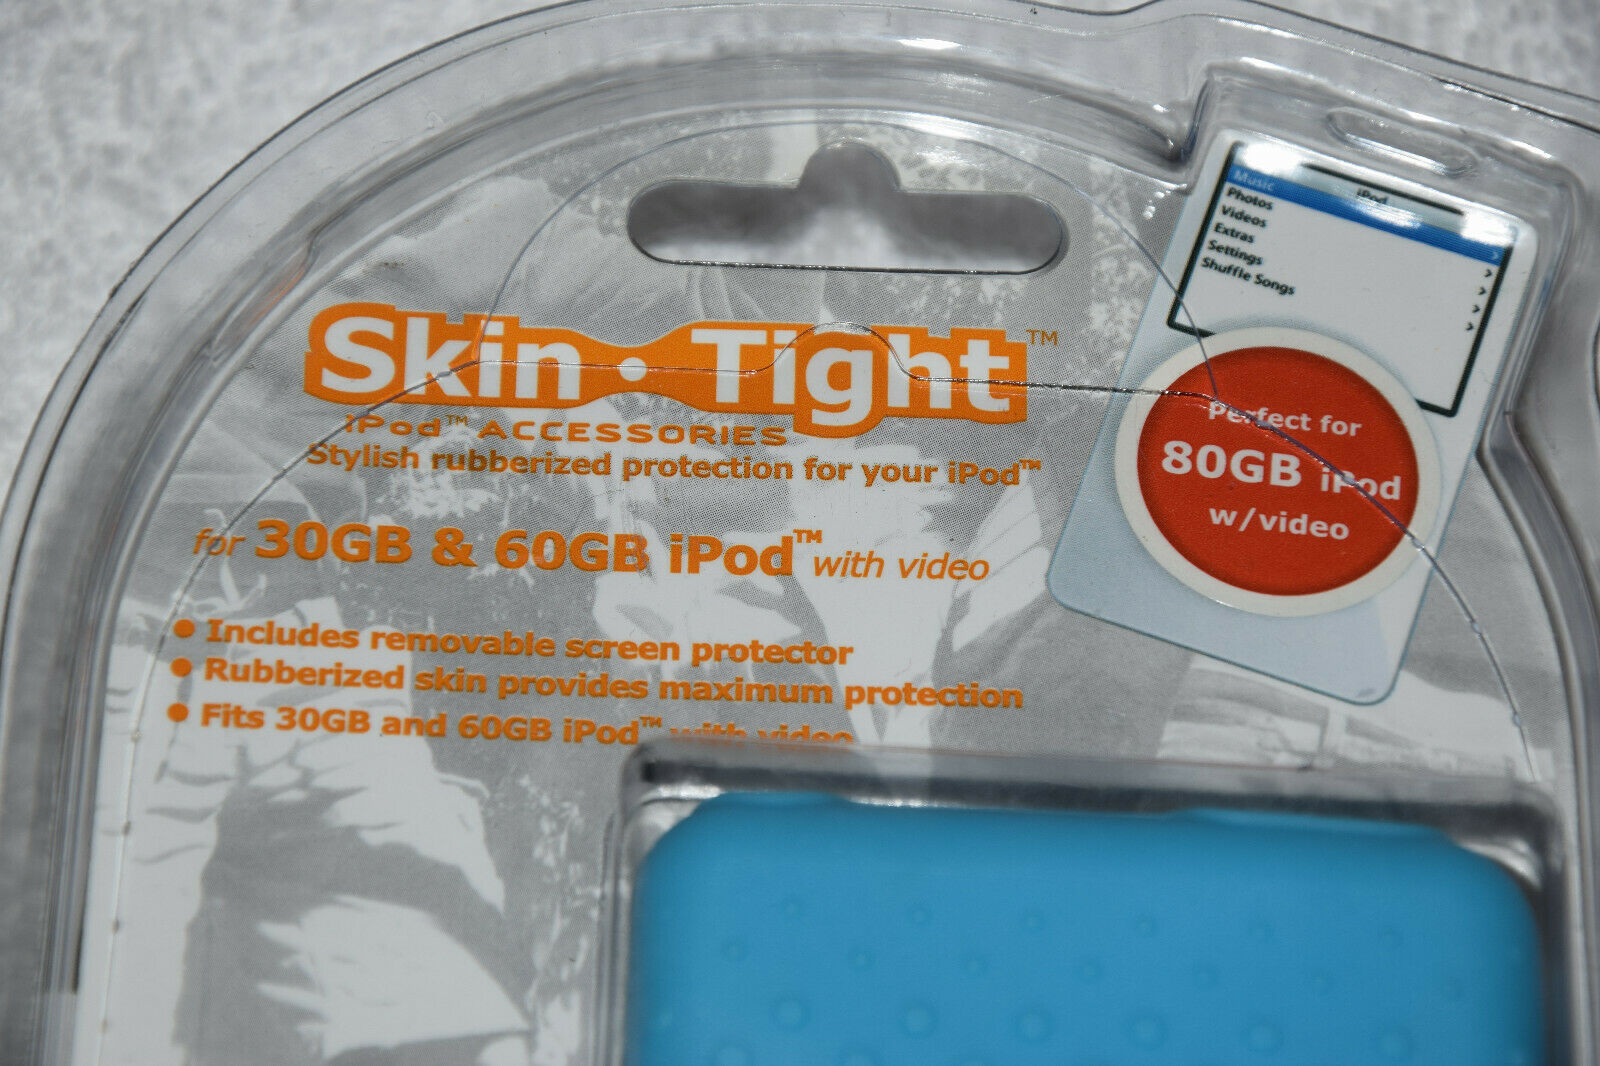 Skin • Tight™
iPod™ ACCESSORIES
Stylish rubberized protection for your iPod™
for 30GB & 60GB iPod™ with video
• Includes removable screen protector
• Rubberized skin provides maximum protection
• Fits 30GB and 60GB iPod™ with video
iPod
Music
Photos
Videos
Extras
Settings
Shuffle Songs
Perfect for
80GB iPod
w/video